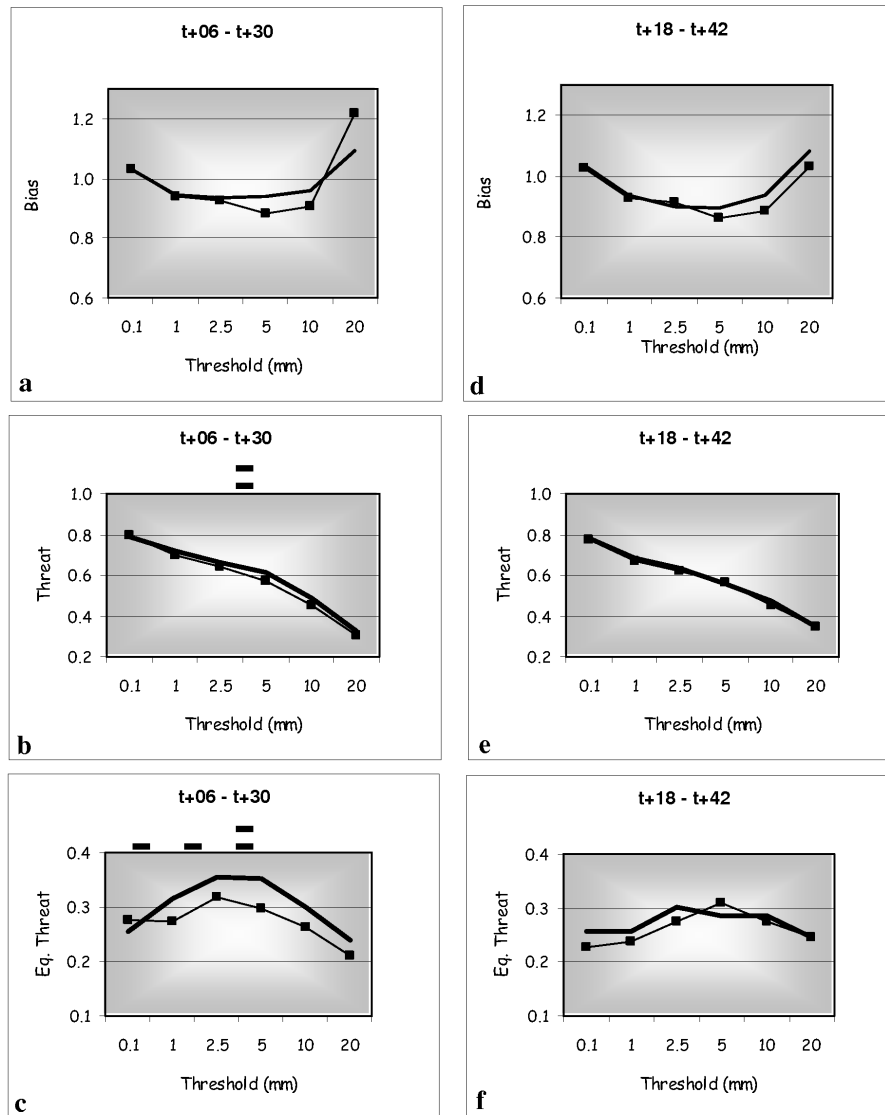 t+06 - t+30
1.2
1.0
0.8
0.6
Bias
0.1 1 2.5 5 10 20
Threshold (mm)
a
t+18 - t+42
1.2
1.0
0.8
0.6
Bias
0.1 1 2.5 5 10 20
Threshold (mm)
d
t+06 - t+30
1.0
0.8
0.6
0.4
0.2
Threat
0.1 1 2.5 5 10 20
Threshold (mm)
b
t+18 - t+42
1.0
0.8
0.6
0.4
0.2
Threat
0.1 1 2.5 5 10 20
Threshold (mm)
e
t+06 - t+30
0.4
0.3
0.2
0.1
Eq. Threat
0.1 1 2.5 5 10 20
Threshold (mm)
c
t+18 - t+42
0.4
0.3
0.2
0.1
Eq. Threat
0.1 1 2.5 5 10 20
Threshold (mm)
f